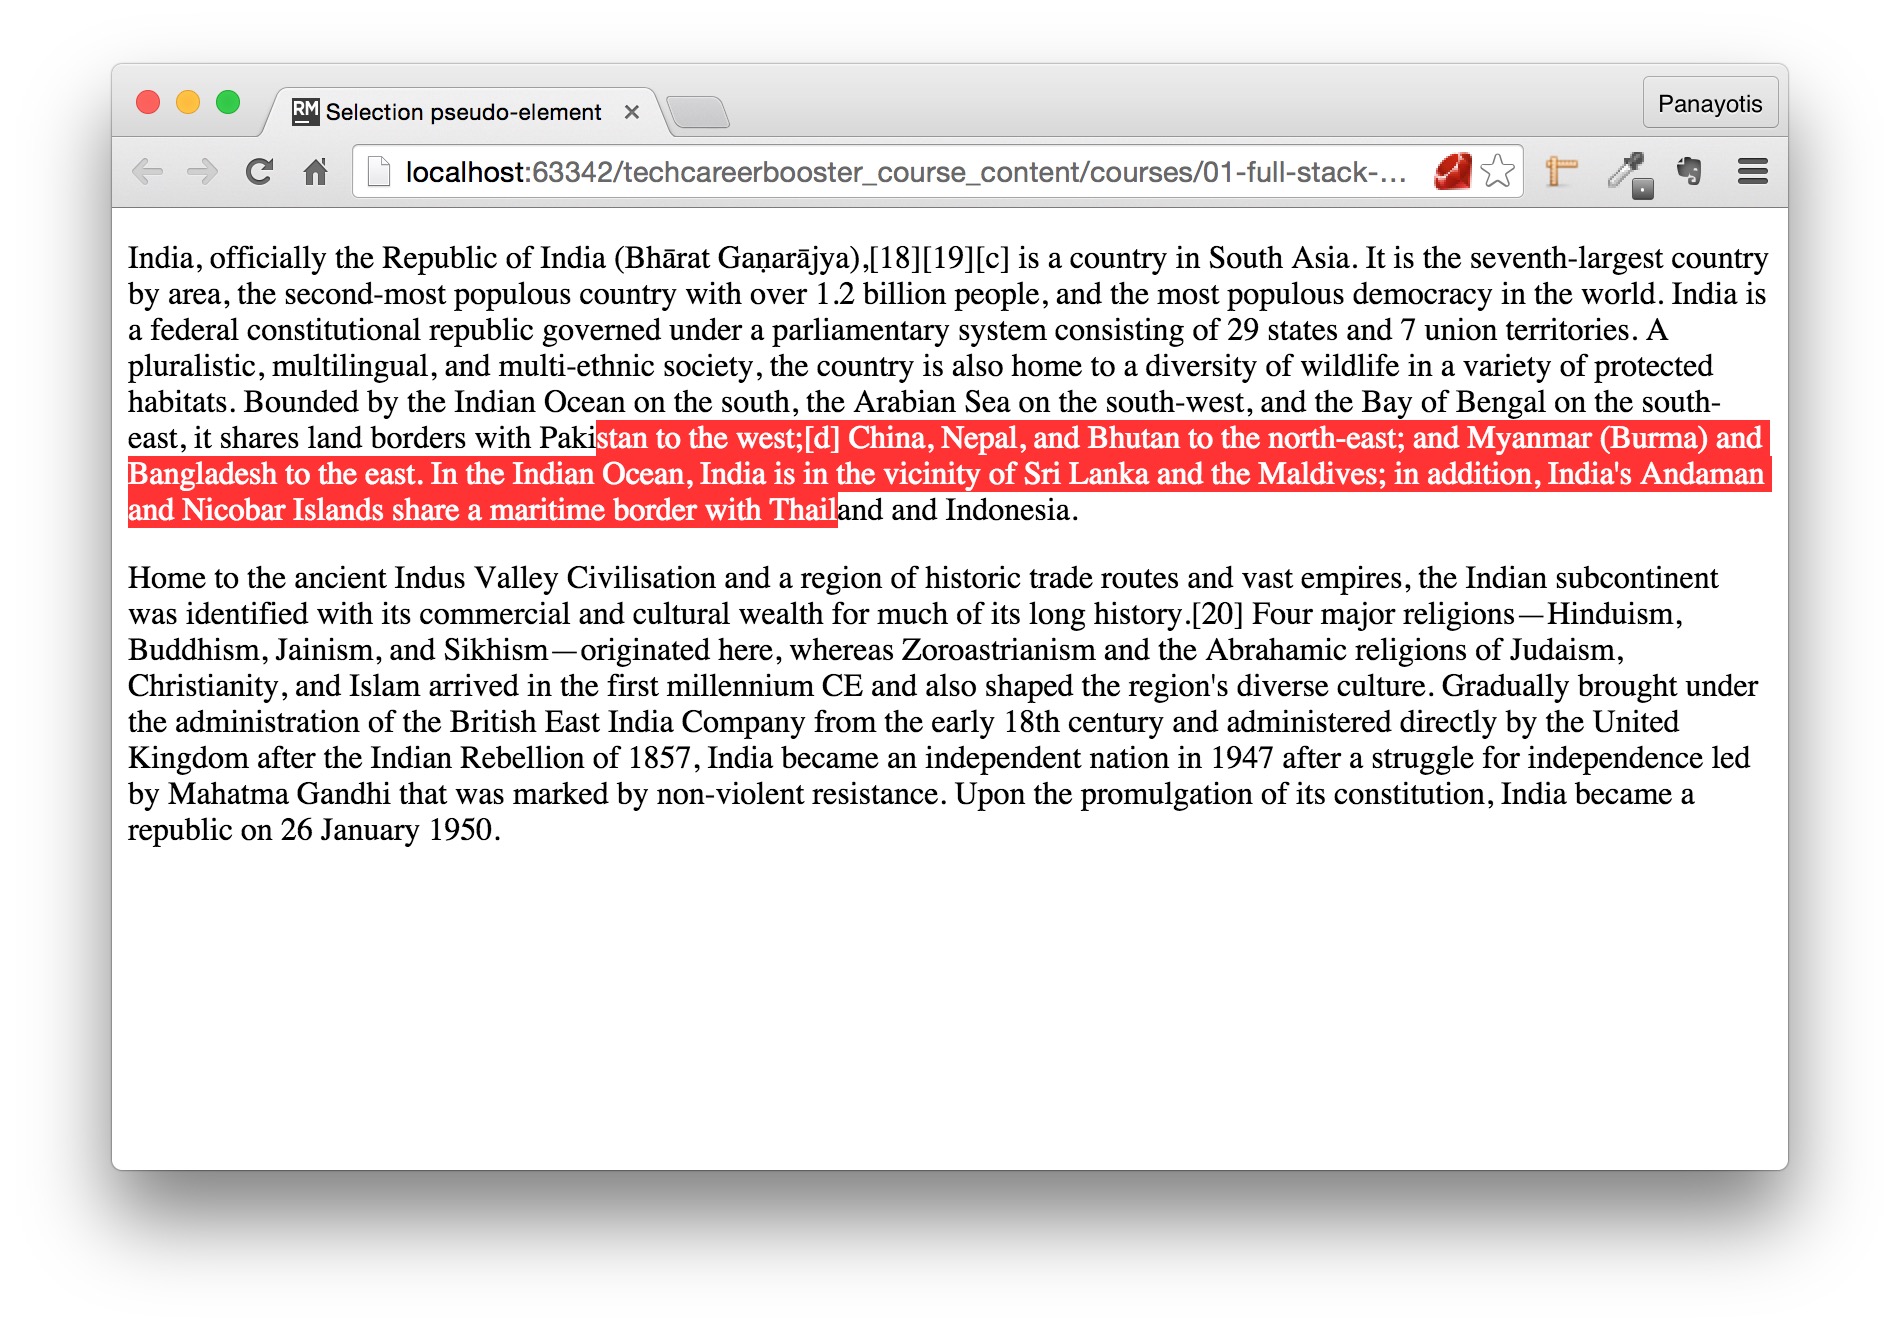 RM Selection pseudo-element
Panayotis
localhost:63342/techcareerbooster_course_content/courses/01-full-stack-...
India, officially the Republic of India (Bhārat Gaṇarājya),[18][19][c] is a country in South Asia. It is the seventh-largest country
by area, the second-most populous country with over 1.2 billion people, and the most populous democracy in the world. India is
a federal constitutional republic governed under a parliamentary system consisting of 29 states and 7 union territories. A
pluralistic, multilingual, and multi-ethnic society, the country is also home to a diversity of wildlife in a variety of protected
habitats. Bounded by the Indian Ocean on the south, the Arabian Sea on the south-west, and the Bay of Bengal on the south-
east, it shares land borders with Pakistan to the west;[d] China, Nepal, and Bhutan to the north-east; and Myanmar (Burma) and
Bangladesh to the east. In the Indian Ocean, India is in the vicinity of Sri Lanka and the Maldives; in addition, India's Andaman
and Nicobar Islands share a maritime border with Thailand and Indonesia.
Home to the ancient Indus Valley Civilisation and a region of historic trade routes and vast empires, the Indian subcontinent
was identified with its commercial and cultural wealth for much of its long history.[20] Four major religions—Hinduism,
Buddhism, Jainism, and Sikhism—originated here, whereas Zoroastrianism and the Abrahamic religions of Judaism,
Christianity, and Islam arrived in the first millennium CE and also shaped the region's diverse culture. Gradually brought under
the administration of the British East India Company from the early 18th century and administered directly by the United
Kingdom after the Indian Rebellion of 1857, India became an independent nation in 1947 after a struggle for independence led
by Mahatma Gandhi that was marked by non-violent resistance. Upon the promulgation of its constitution, India became a
republic on 26 January 1950.